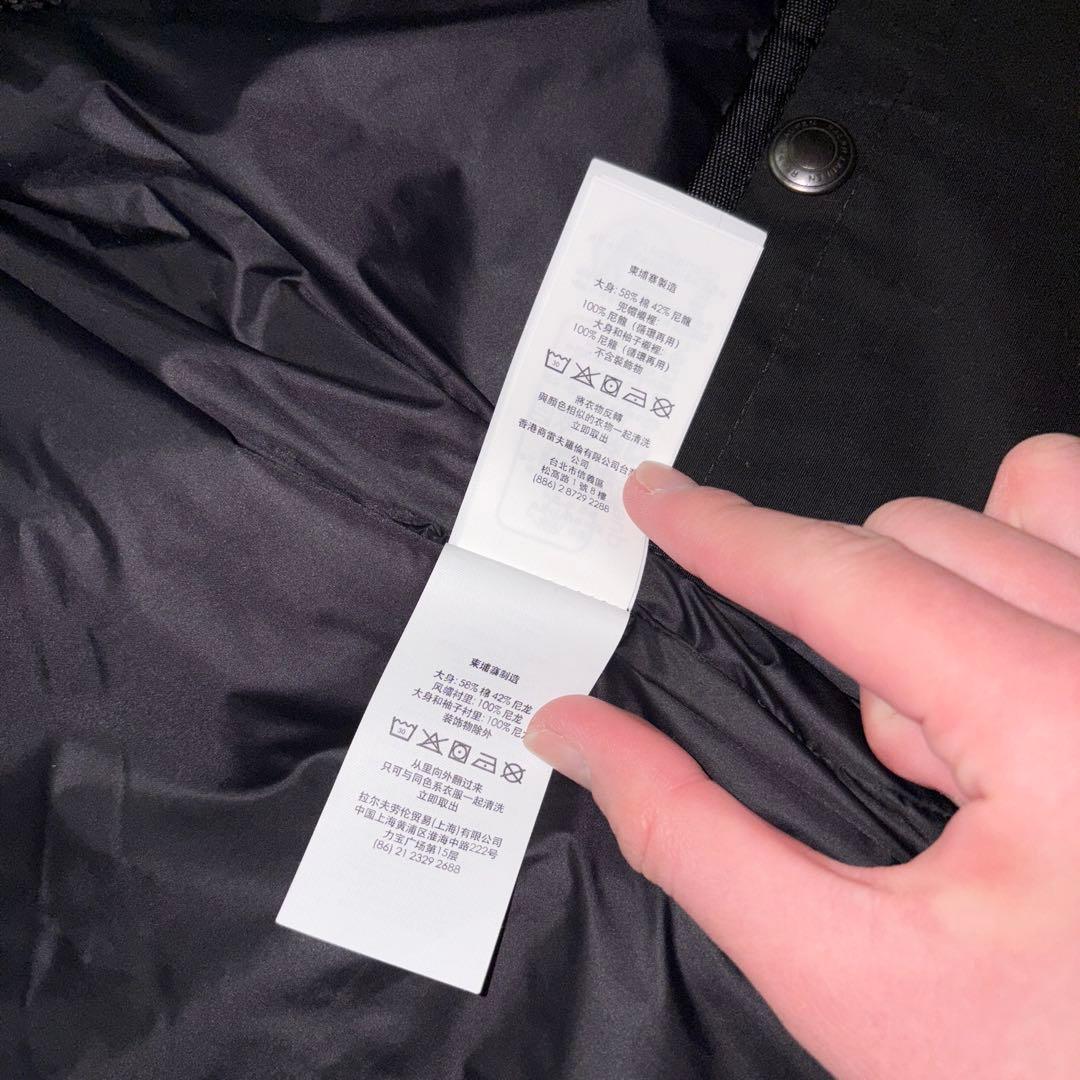 柬埔寨製造
大身: 58% 棉 42% 尼龍
兜帽襯裡:
100% 尼龍 (循環再用)
大身和袖子襯裡:
100% 尼龍 (循環再用)
不含裝飾物
30
將衣物反轉
與顏色相似的衣物一起清洗
立即取出
香港商雷夫羅倫有限公司台
公司
台北市信義區
松高路 1 號 8 樓
(886) 2 8729 2288
柬埔寨制造
大身: 58% 棉 42% 尼龙
风帽衬里: 100% 尼龙
大身和袖子衬里: 100% 尼
装饰物除外
30
从里向外翻过来
只可与同色系衣服一起清洗
立即取出
拉尔夫劳伦贸易(上海)有限公司
中国上海黄浦区淮海中路222号
力宝广场第15层
(86) 21 2329 2688